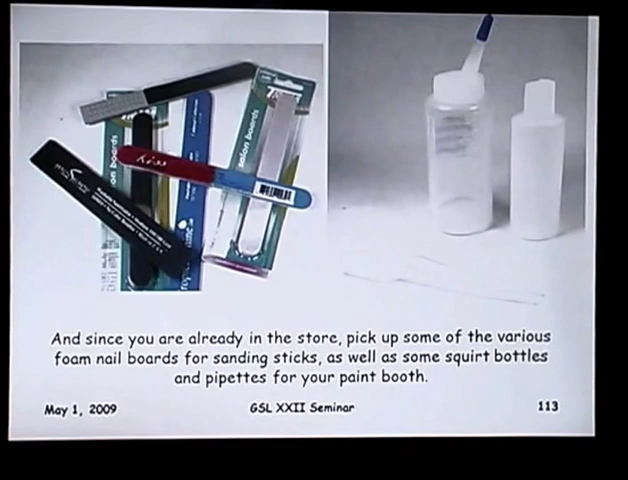 salon boards
Kiss
And since you are already in the store, pick up some of the various
foam nail boards for sanding sticks, as well as some squirt bottles
and pipettes for your paint booth.
May 1, 2009
GSL XXII Seminar
113